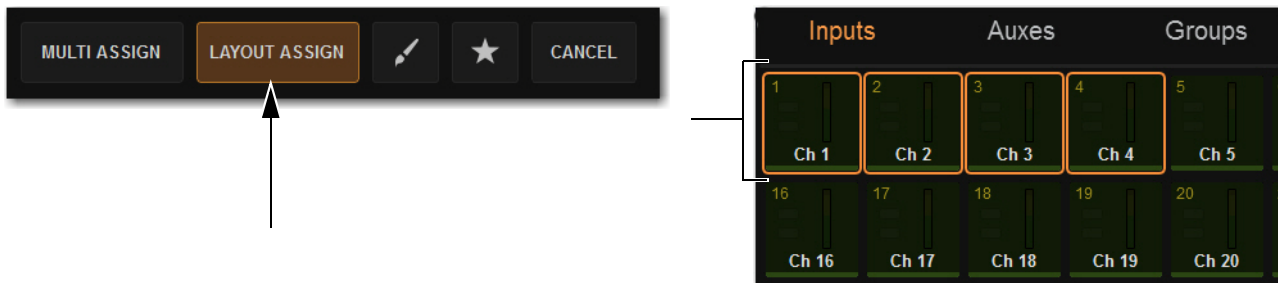 MULTI ASSIGN LAYOUT ASSIGN CANCEL
Inputs Auxes Groups
1 2 3 4 5
Ch 1 Ch 2 Ch 3 Ch 4 Ch 5
16 17 18 19 20
Ch 16 Ch 17 Ch 18 Ch 19 Ch 20